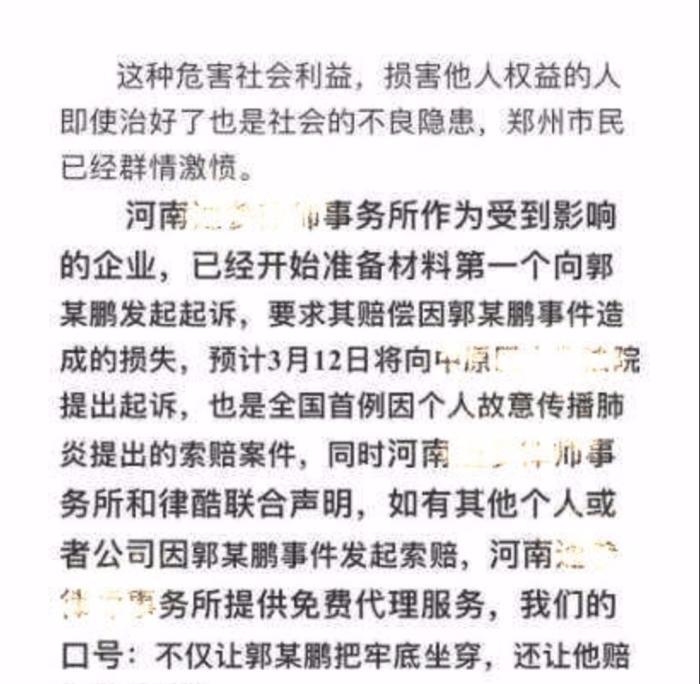 这种危害社会利益，损害他人权益的人
即使治好了也是社会的不良隐患，郑州市民
已经群情激愤。
河南 师事务所作为受到影响
的企业，已经开始准备材料第一个向郭
某鹏发起起诉，要求其赔偿因郭某鹏事件造
成的损失，预计3月12日将向中原 院
提出起诉，也是全国首例因个人故意传播肺
炎提出的索赔案件，同时河南 师事
务所和律酷联合声明，如有其他个人或
者公司因郭某鹏事件发起索赔，河南
事务所提供免费代理服务，我们的
口号：不仅让郭某鹏把牢底坐穿，还让他赔